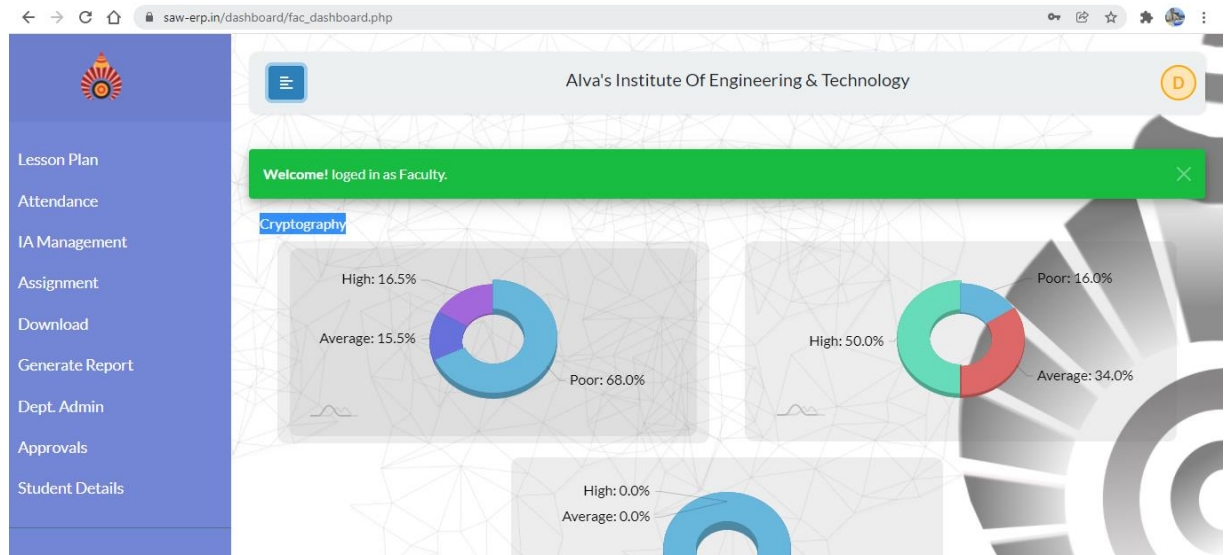 saw-erp.in/dashboard/fac_dashboard.php
Alva's Institute Of Engineering & Technology
D
Lesson Plan
Attendance
IA Management
Assignment
Download
Generate Report
Dept. Admin
Approvals
Student Details
Welcome! loged in as Faculty.
Cryptography
High: 16.5%
Average: 15.5%
Poor: 68.0%
Poor: 16.0%
High: 50.0%
Average: 34.0%
High: 0.0%
Average: 0.0%